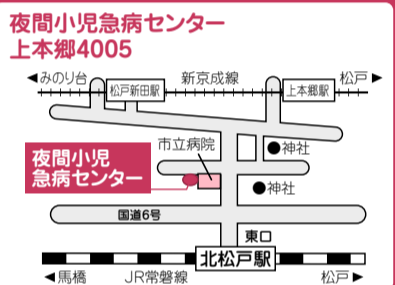 夜間小児急病センター
上本郷4005
◀みのり台
新京成線
松戸▶
松戸新田駅
上本郷駅
市立病院
●神社
夜間小児
急病センター
●神社
国道6号
東口
北松戸駅
◀馬橋
JR常磐線
松戸▶